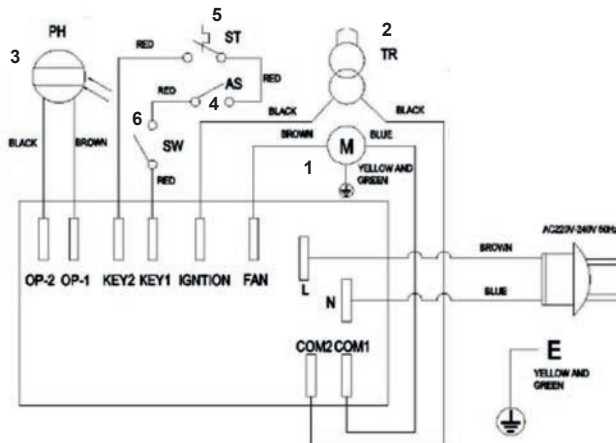 5
PH
ST
2
3
TR
RED
RED
AS
RED
4
BLACK
BLACK
6
BROWN
BLUE
BLACK
BROWN
SW
M
1
RED
YELLOW AND
GREEN
AC220V-240V 50Hz
BROWN
OP-2 OP-1 KEY2 KEY1 IGNTION FAN
L
BLUE
N
COM2 COM1
E
YELLOW AND
GREEN